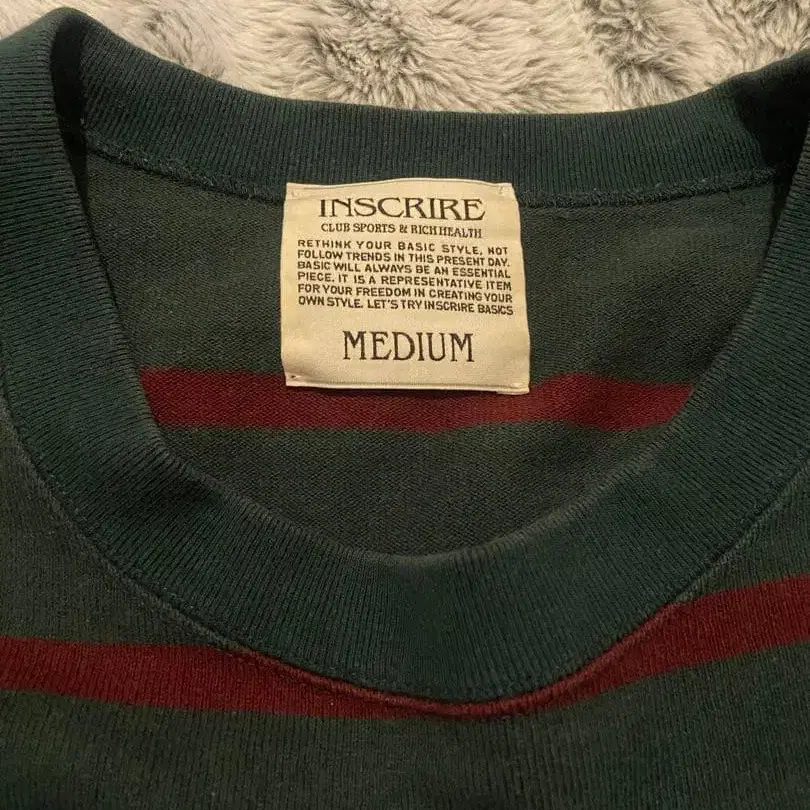 INSCRIRE
CLUB SPORTS & RICH HEALTH
RETHINK YOUR BASIC STYLE, NOT
FOLLOW TRENDS IN THIS PRESENT DAY.
BASIC WILL ALWAYS BE AN ESSENTIAL
PIECE. IT IS A REPRESENTATIVE ITEM
FOR YOUR FREEDOM IN CREATING YOUR
OWN STYLE. LET'S TRY INSCRIRE BASICS
MEDIUM